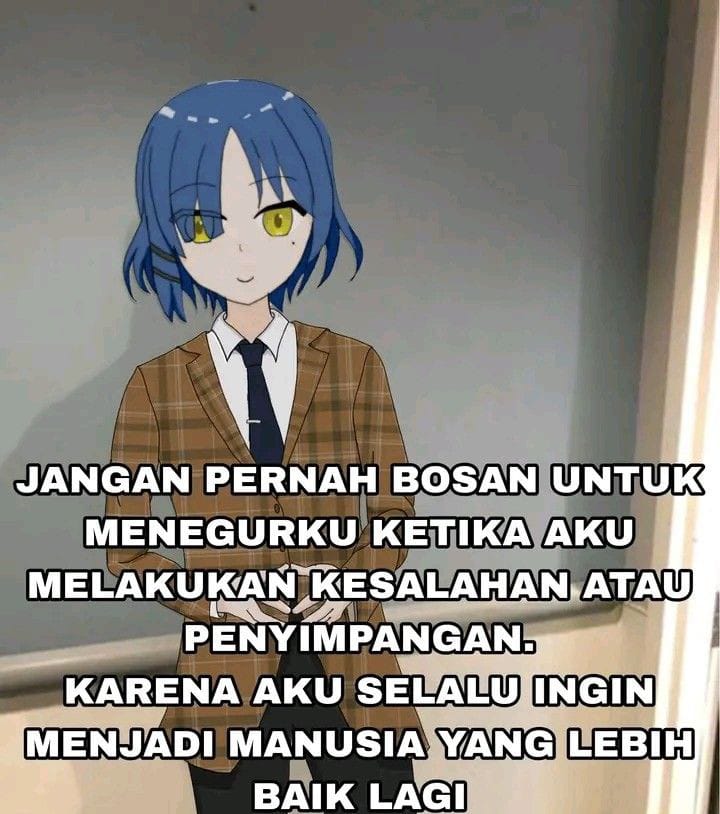 JANGAN PERNAH BOSAN UNTUK
MENEGURKU KETIKA AKU
MELAKUKAN KESALAHAN ATAU
PENYIMPANGAN.
KARENA AKU SELALU INGIN
MENJADI MANUSIA YANG LEBIH
BAIK LAGI